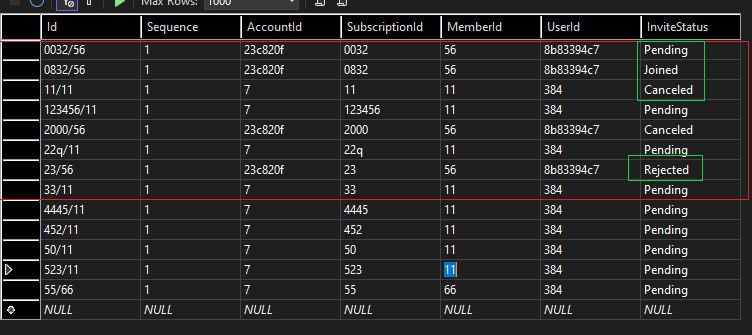 Max Rows: 1000
Id Sequence AccountId SubscriptionId MemberId UserId InviteStatus
0032/56 1 23c820f 0032 56 8b83394c7 Pending
0832/56 1 23c820f 0832 56 8b83394c7 Joined
11/11 1 7 11 11 384 Canceled
123456/11 1 7 123456 11 384 Pending
2000/56 1 23c820f 2000 56 8b83394c7 Canceled
22q/11 1 7 22q 11 384 Pending
23/56 1 23c820f 23 56 8b83394c7 Rejected
33/11 1 7 33 11 384 Pending
4445/11 1 7 4445 11 384 Pending
452/11 1 7 452 11 384 Pending
50/11 1 7 50 11 384 Pending
523/11 1 7 523 11 384 Pending
55/66 1 7 55 66 384 Pending
NULL NULL NULL NULL NULL NULL NULL